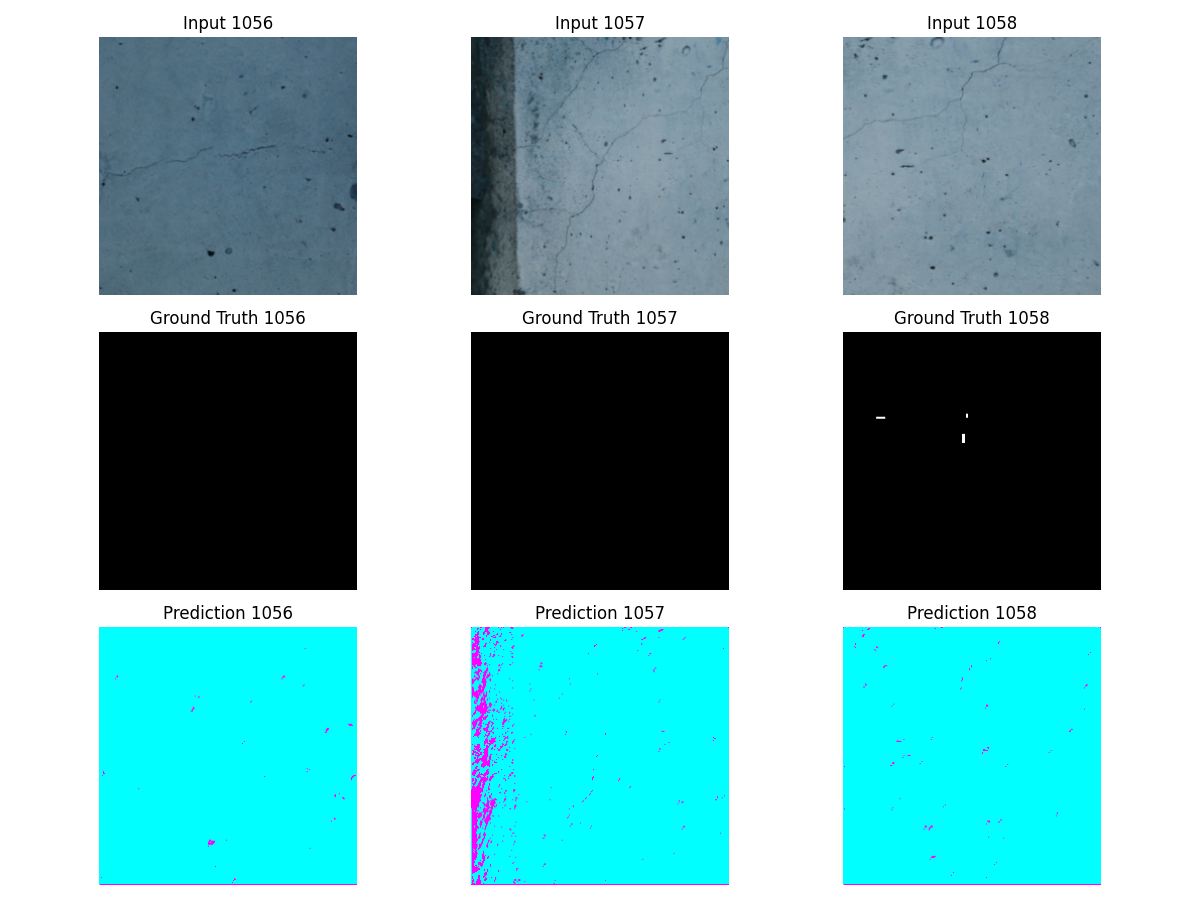 Input 1056
Input 1057
Input 1058
Ground Truth 1056
Ground Truth 1057
Ground Truth 1058
Prediction 1056
Prediction 1057
Prediction 1058